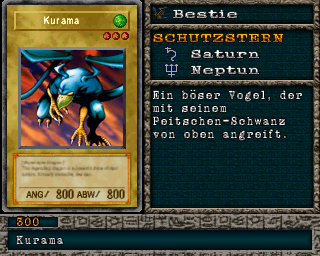 Kurama
ANG/ 800 ABW/ 800
Bestie
SCHUTZSTERN
Saturn
Neptun
Ein böser Vogel, der
mit seinem
Peitschen-Schwanz
von oben angreift.
300
Kurama